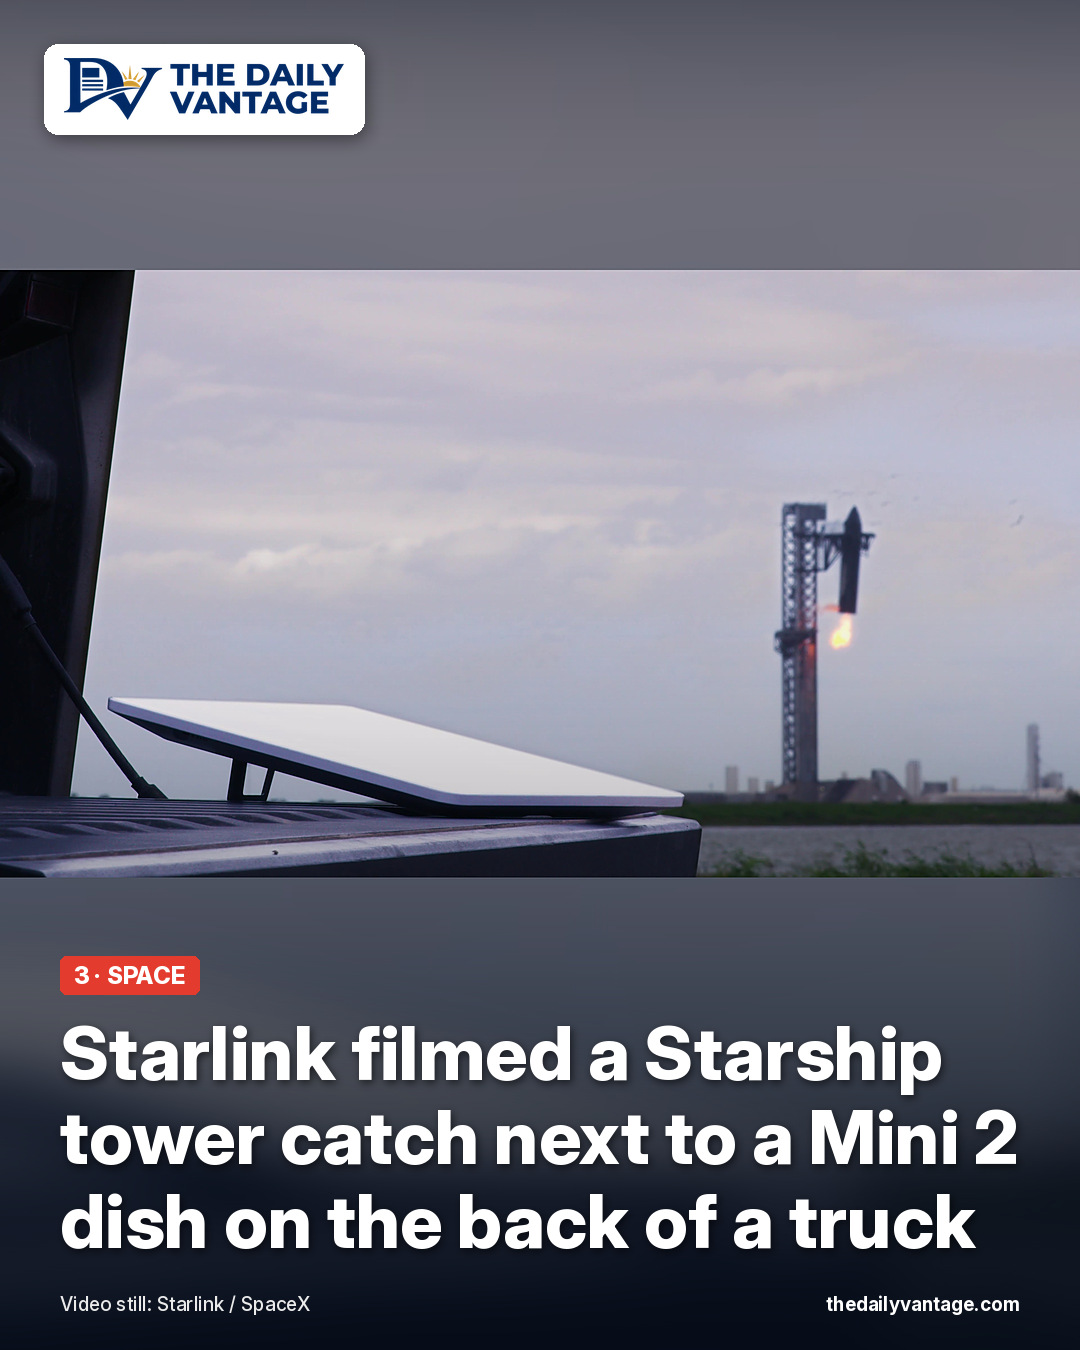 THE DAILY
VANTAGE
3 · SPACE
Starlink filmed a Starship
tower catch next to a Mini 2
dish on the back of a truck
Video still: Starlink / SpaceX
thedailyvantage.com